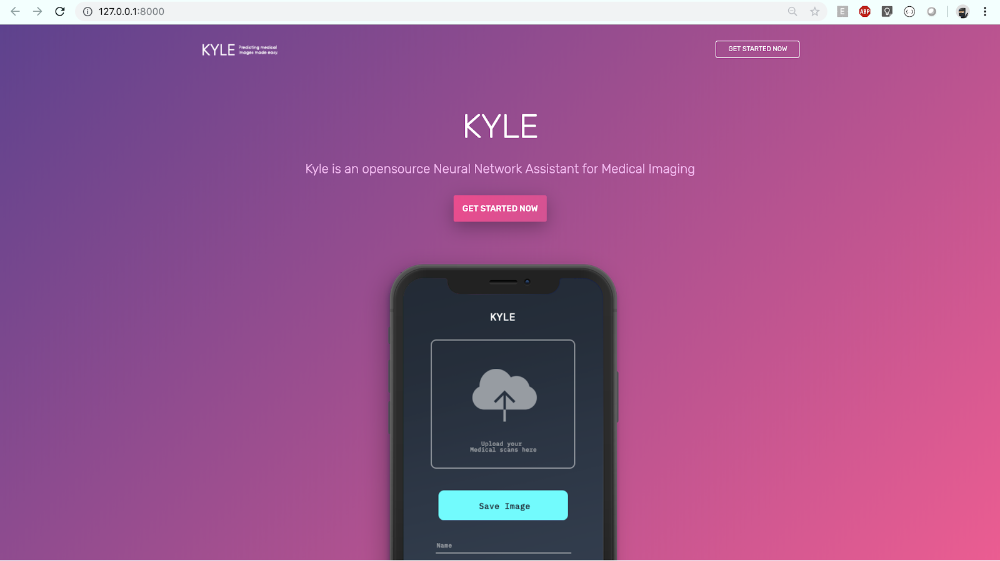 127.0.0.1:8000
E
ABP
KYLE
Predicting medical
images made easy.
GET STARTED NOW
KYLE
Kyle is an opensource Neural Network Assistant for Medical Imaging
GET STARTED NOW
KYLE
Upload your
Medical scans here
Save Image
Name